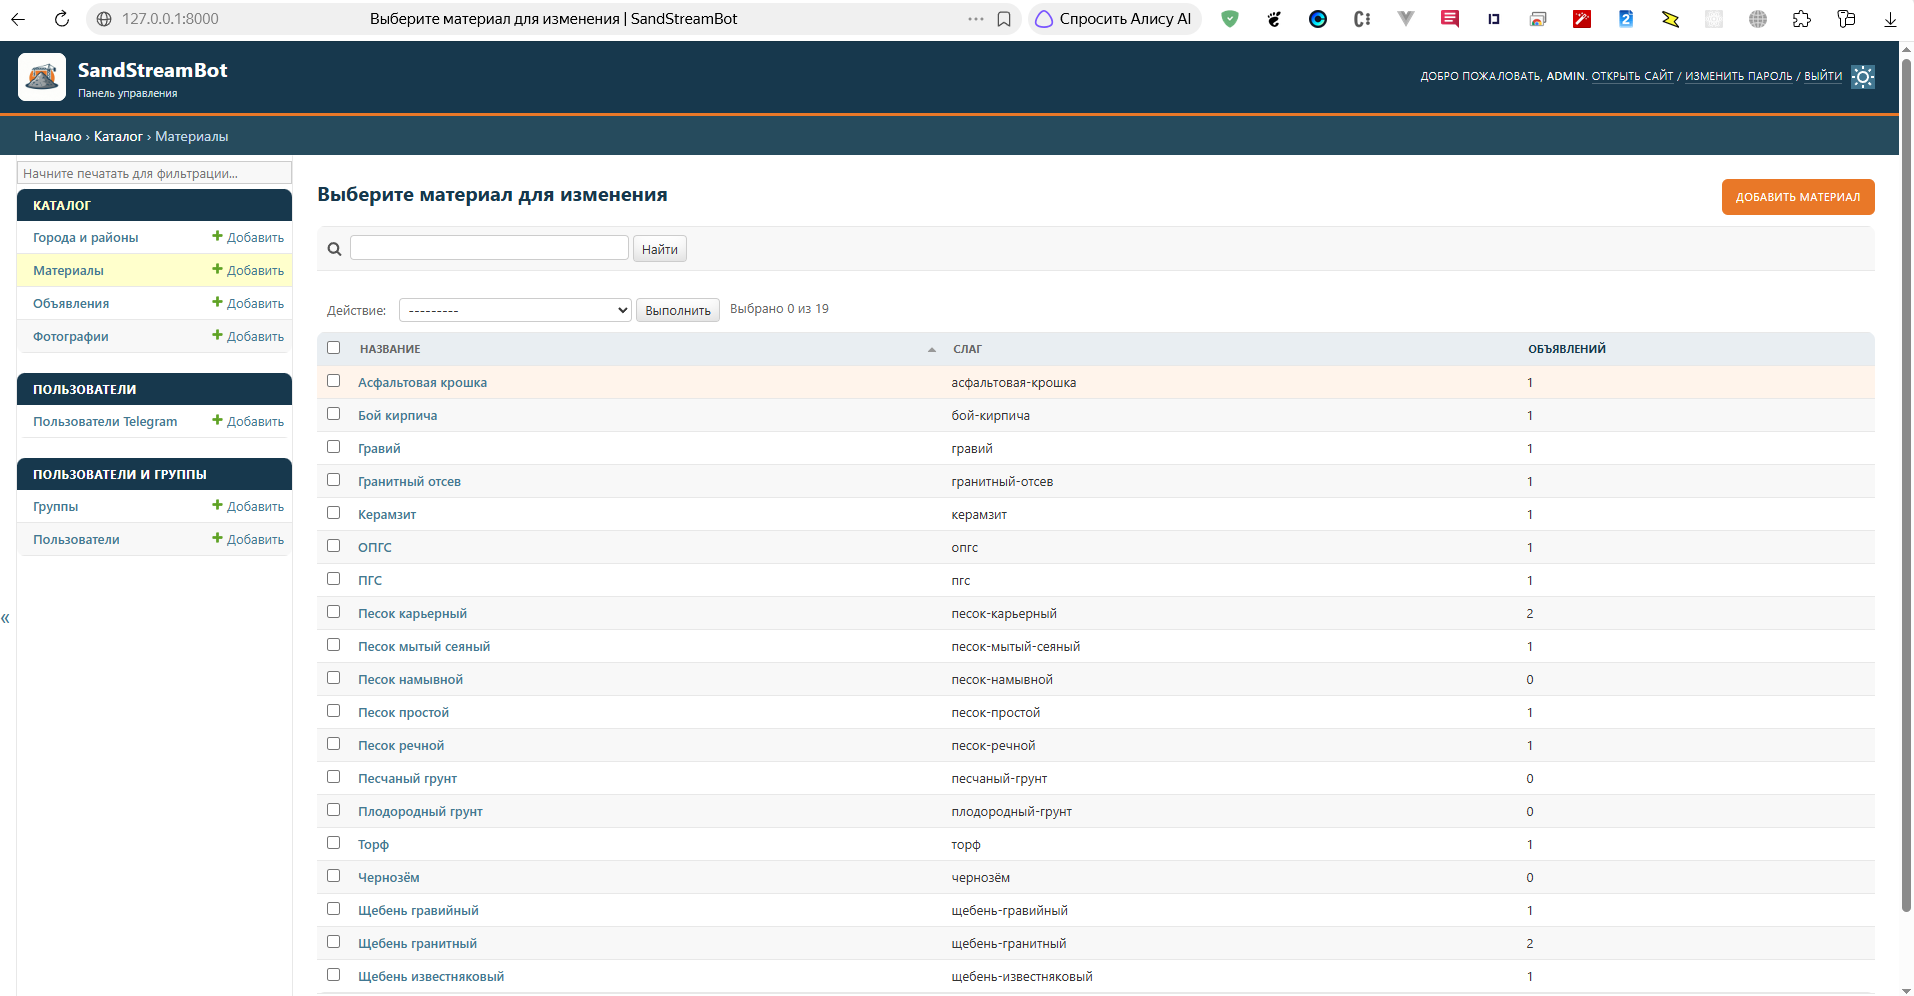 127.0.0.1:8000 Выберите материал для изменения | SandStreamBot Спросить Алису AI
SandStreamBot
Панель управления
ДОБРО ПОЖАЛОВАТЬ, ADMIN. ОТКРЫТЬ САЙТ / ИЗМЕНИТЬ ПАРОЛЬ / ВЫЙТИ
Начало › Каталог › Материалы
Начните печатать для фильтрации...
КАТАЛОГ
Города и районы Добавить
Материалы Добавить
Объявления Добавить
Фотографии Добавить
ПОЛЬЗОВАТЕЛИ
Пользователи Telegram Добавить
ПОЛЬЗОВАТЕЛИ И ГРУППЫ
Группы Добавить
Пользователи Добавить
«
Выберите материал для изменения
ДОБАВИТЬ МАТЕРИАЛ
Найти
Действие: --------- Выполнить Выбрано 0 из 19
НАЗВАНИЕ СЛАГ ОБЪЯВЛЕНИЙ
Асфальтовая крошка асфальтовая-крошка 1
Бой кирпича бой-кирпича 1
Гравий гравий 1
Гранитный отсев гранитный-отсев 1
Керамзит керамзит 1
ОПГС опгс 1
ПГС пгс 1
Песок карьерный песок-карьерный 2
Песок мытый сеяный песок-мытый-сеяный 1
Песок намывной песок-намывной 0
Песок простой песок-простой 1
Песок речной песок-речной 1
Песчаный грунт песчаный-грунт 0
Плодородный грунт плодородный-грунт 0
Торф торф 1
Чернозём чернозём 0
Щебень гравийный щебень-гравийный 1
Щебень гранитный щебень-гранитный 2
Щебень известняковый щебень-известняковый 1